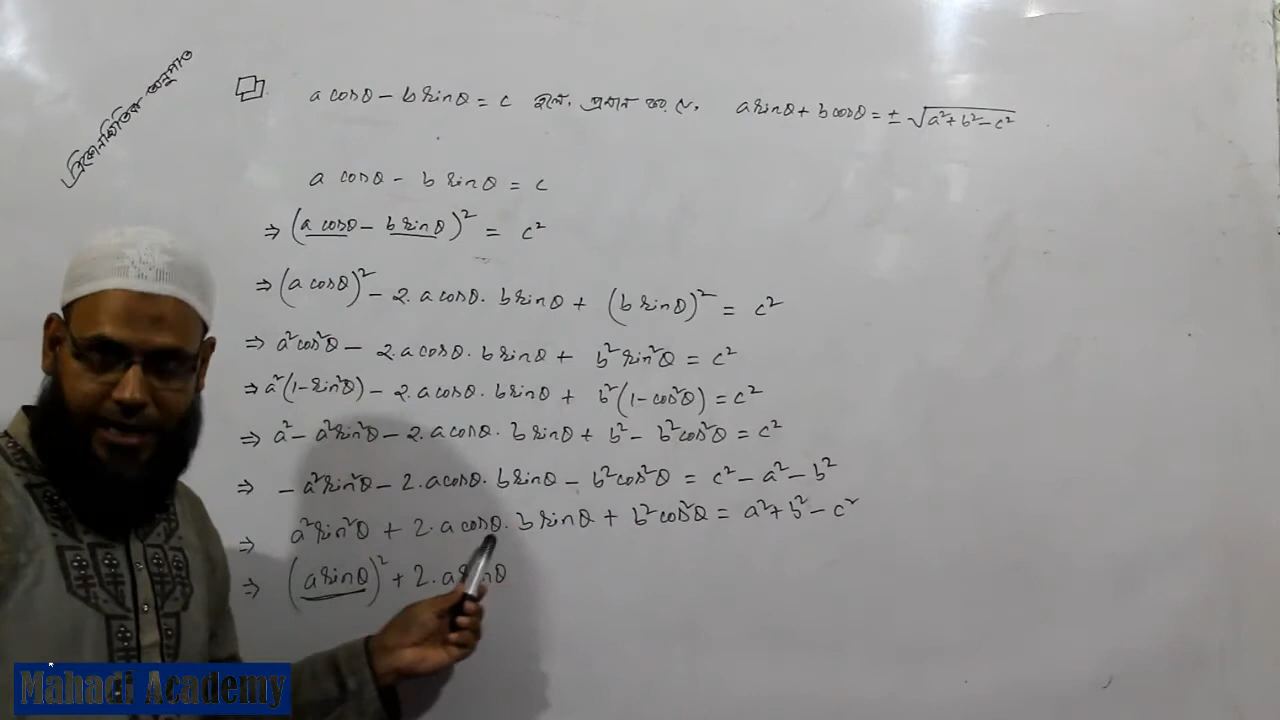 ত্রিকোণমিতিক অনুপাত
a cosθ − b sinθ = c হলে, প্রমান কর যে, a sinθ + b cosθ = ± √(a² + b² − c²)
a cosθ − b sinθ = c
⇒ (a cosθ − b sinθ)² = c²
⇒ (a cosθ)² − 2. a cosθ. b sinθ + (b sinθ)² = c²
⇒ a²cos²θ − 2.a cosθ. b sinθ + b² sin²θ = c²
⇒ a²(1−sin²θ) − 2.a cosθ. b sinθ + b²(1−cos²θ) = c²
⇒ a² − a²sin²θ − 2.a cosθ. b sinθ + b² − b²cos²θ = c²
⇒ −a²sin²θ − 2.a cosθ. b sinθ − b²cos²θ = c² − a² − b²
⇒ a²sin²θ + 2. a cosθ. b sinθ + b²cos²θ = a² + b² − c²
⇒ (a sinθ)² + 2. a sinθ
Mahadi Academy